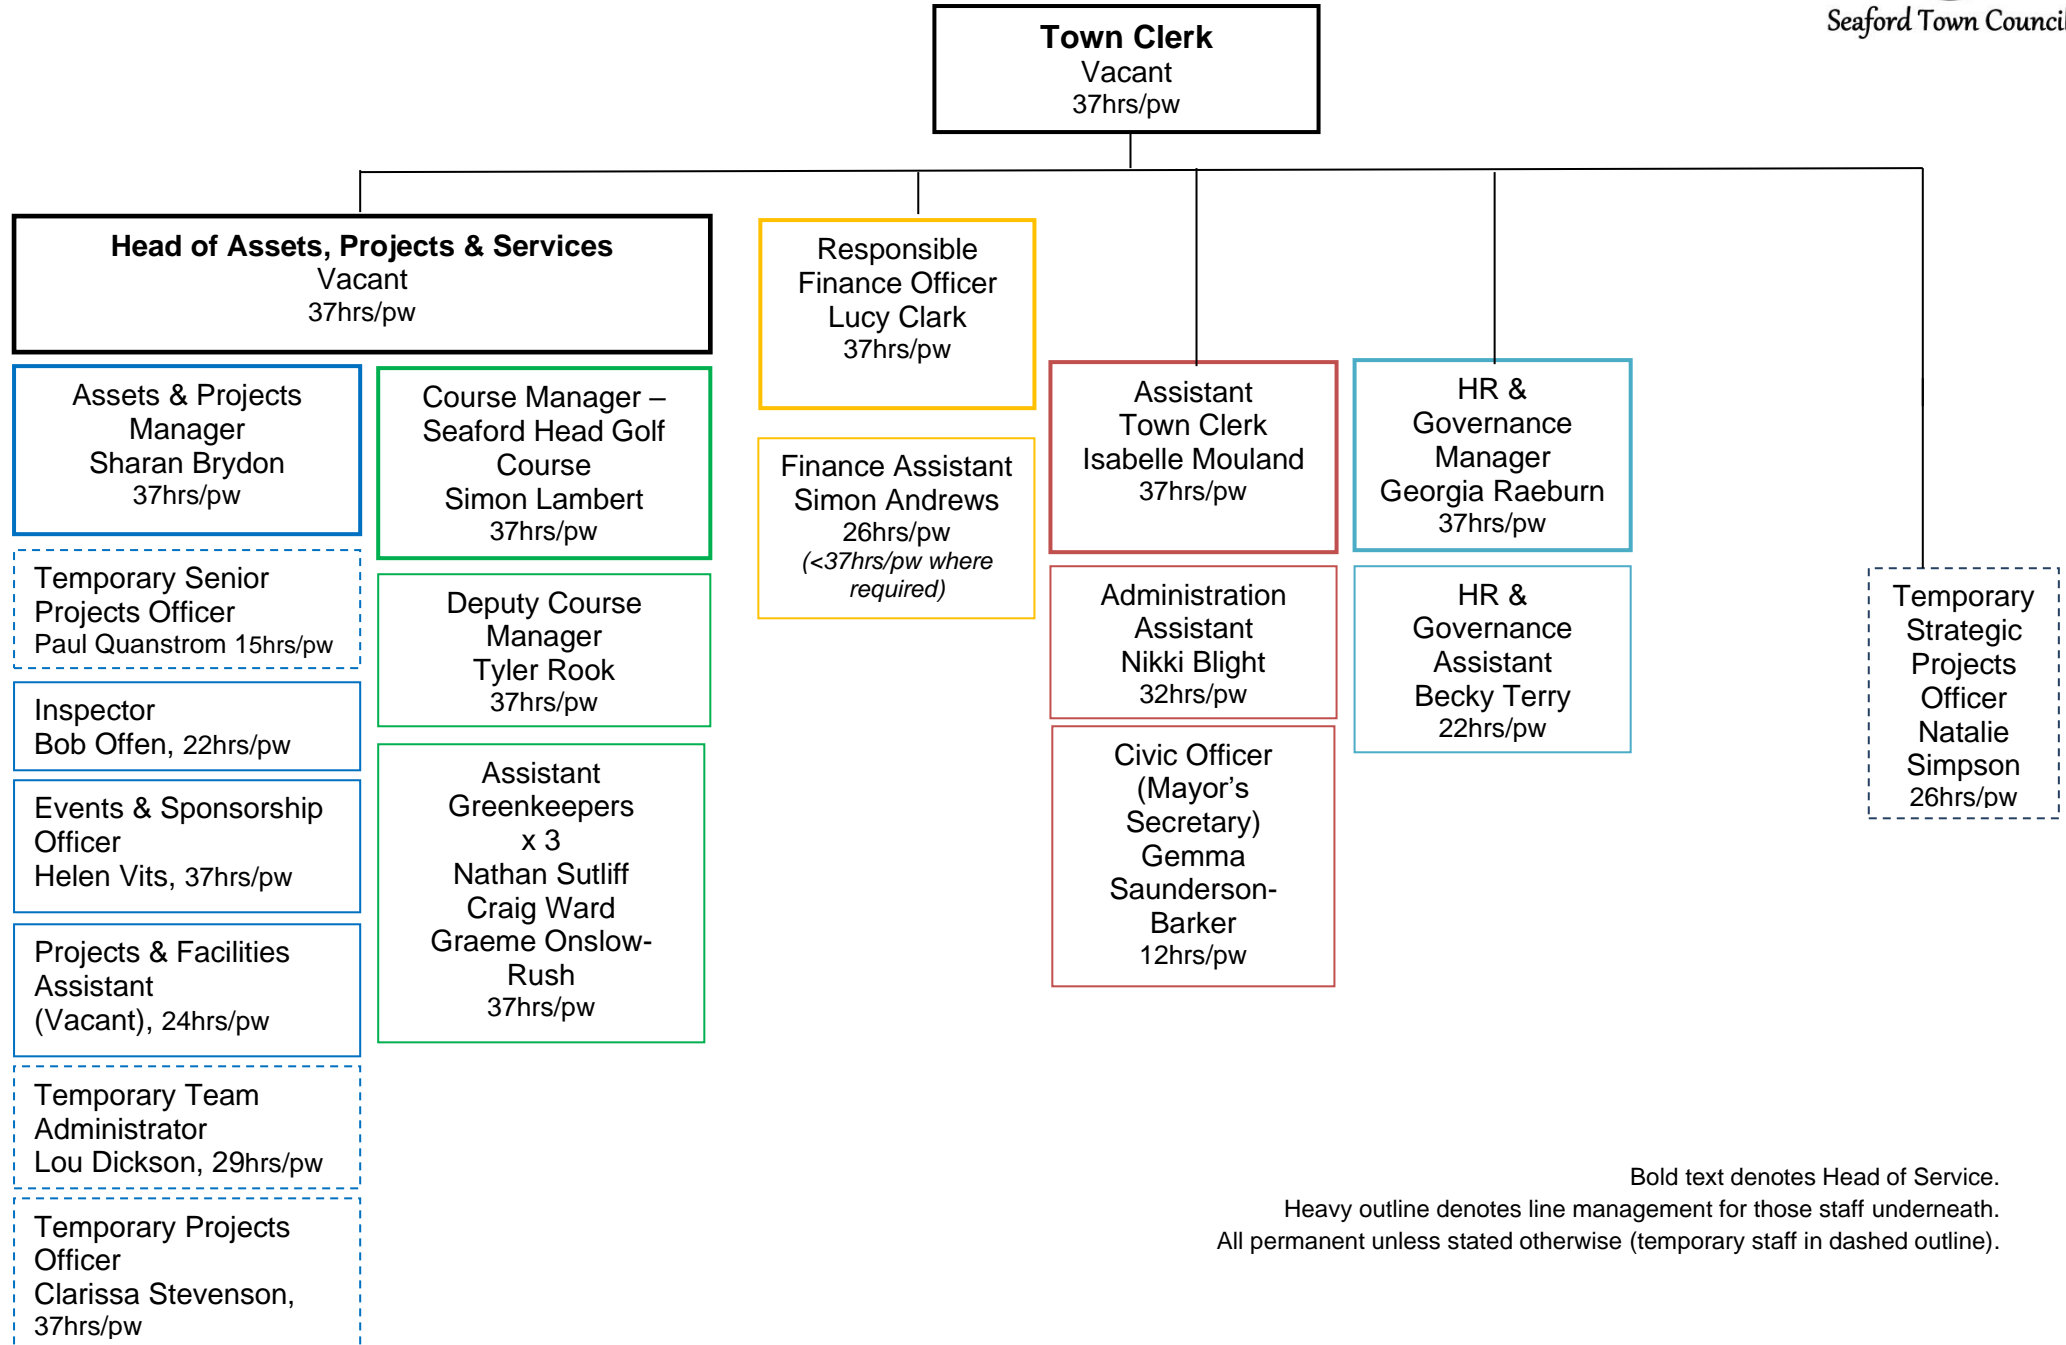 Seaford Town Council
Town Clerk
Vacant
37hrs/pw
Head of Assets, Projects & Services
Vacant
37hrs/pw
Assets & Projects
Manager
Sharan Brydon
37hrs/pw
Temporary Senior
Projects Officer
Paul Quanstrom 15hrs/pw
Inspector
Bob Offen, 22hrs/pw
Events & Sponsorship
Officer
Helen Vits, 37hrs/pw
Projects & Facilities
Assistant
(Vacant), 24hrs/pw
Temporary Team
Administrator
Lou Dickson, 29hrs/pw
Temporary Projects
Officer
Clarissa Stevenson,
37hrs/pw
Course Manager –
Seaford Head Golf
Course
Simon Lambert
37hrs/pw
Deputy Course
Manager
Tyler Rook
37hrs/pw
Assistant
Greenkeepers
x 3
Nathan Sutliff
Craig Ward
Graeme Onslow-
Rush
37hrs/pw
Responsible
Finance Officer
Lucy Clark
37hrs/pw
Finance Assistant
Simon Andrews
26hrs/pw
(<37hrs/pw where
required)
Assistant
Town Clerk
Isabelle Mouland
37hrs/pw
Administration
Assistant
Nikki Blight
32hrs/pw
Civic Officer
(Mayor’s
Secretary)
Gemma
Saunderson-
Barker
12hrs/pw
HR &
Governance
Manager
Georgia Raeburn
37hrs/pw
HR &
Governance
Assistant
Becky Terry
22hrs/pw
Temporary
Strategic
Projects
Officer
Natalie
Simpson
26hrs/pw
Bold text denotes Head of Service.
Heavy outline denotes line management for those staff underneath.
All permanent unless stated otherwise (temporary staff in dashed outline).